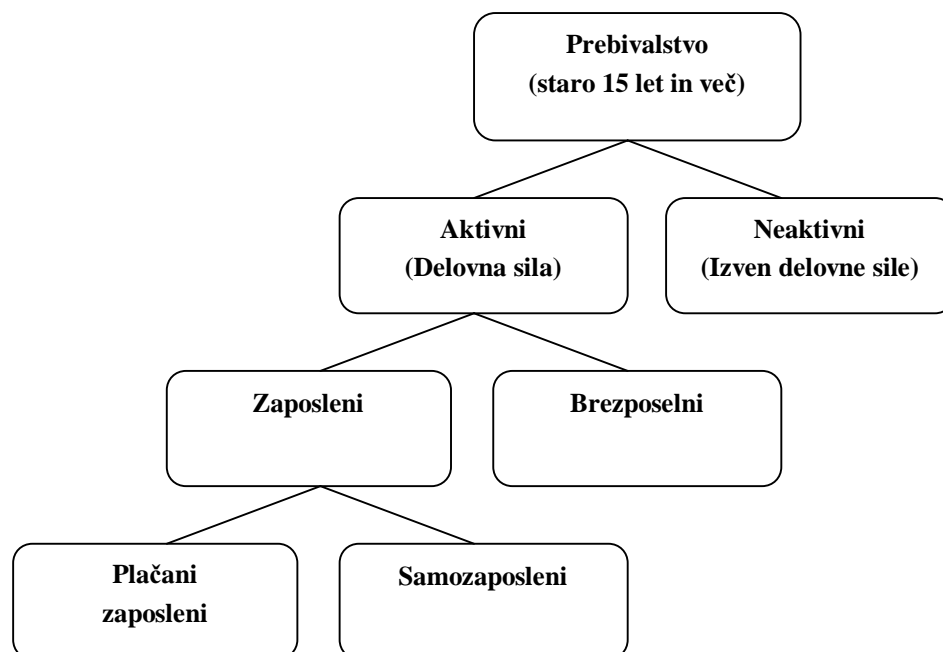 Prebivalstvo
(staro 15 let in več)
Aktivni
(Delovna sila)
Neaktivni
(Izven delovne sile)
Zaposleni
Brezposelni
Plačani
zaposleni
Samozaposleni